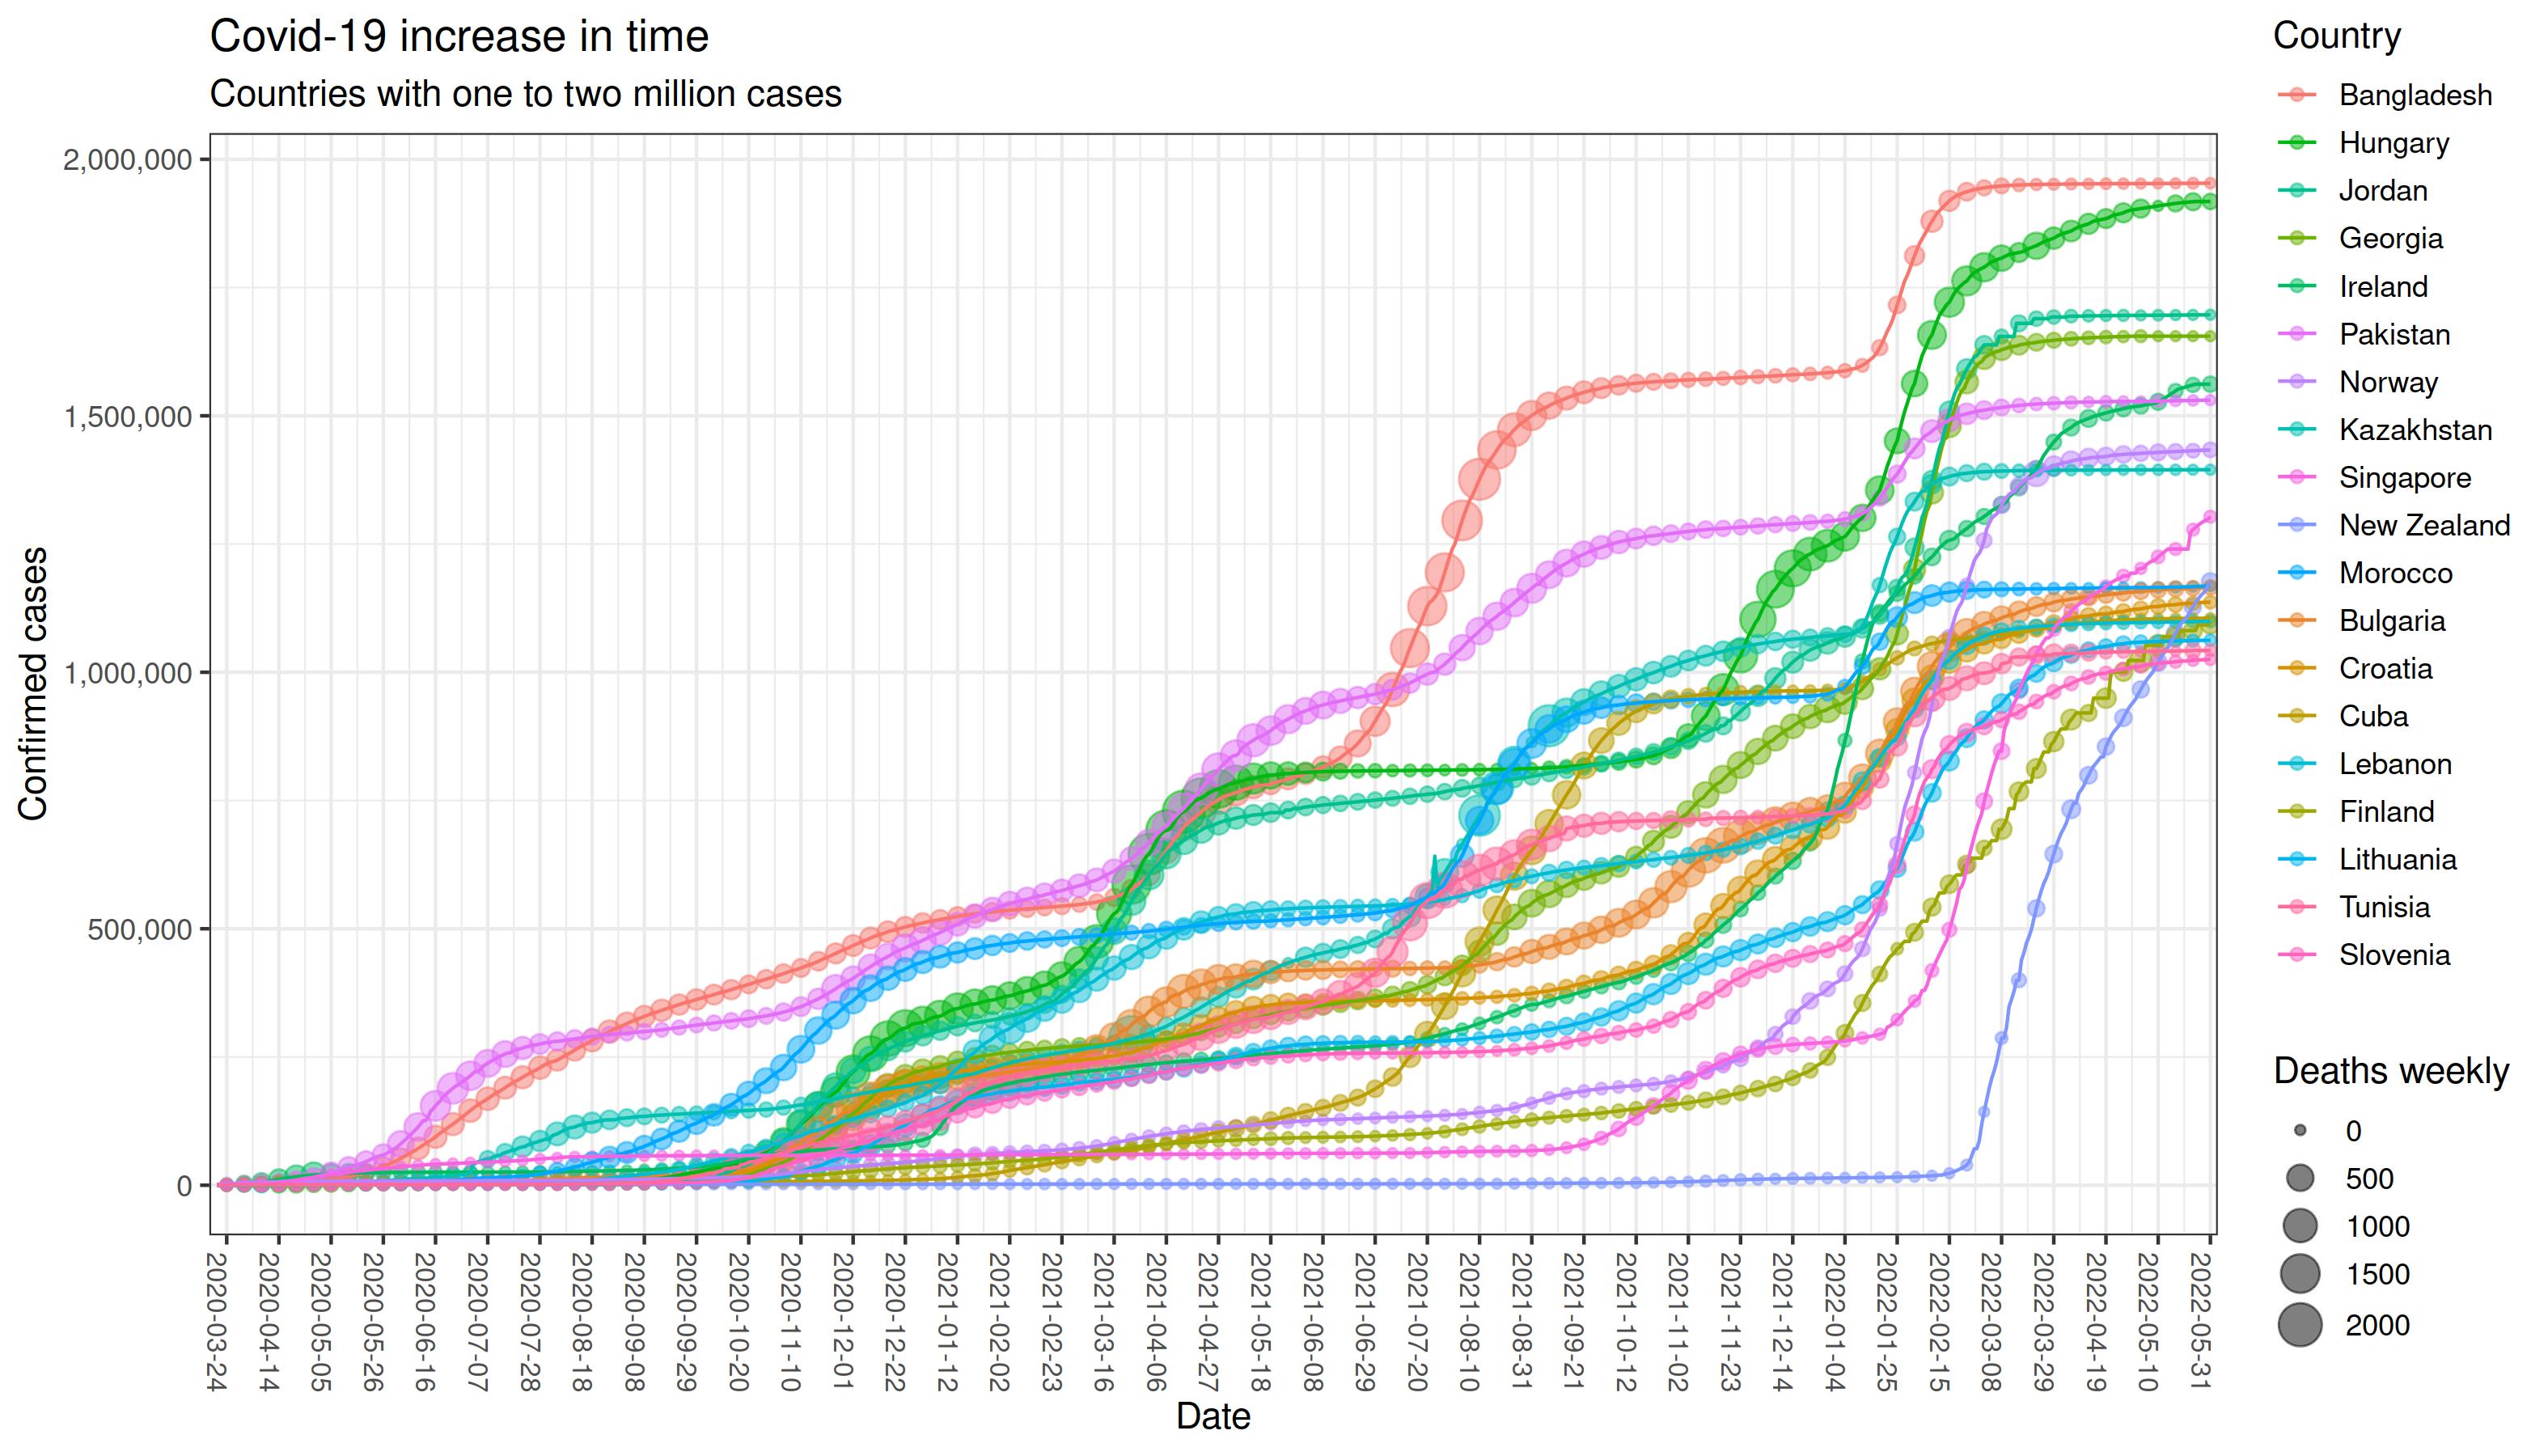 Covid-19 increase in time
Countries with one to two million cases
Confirmed cases
2,000,000
1,500,000
1,000,000
500,000
0
2020-03-24
2020-04-14
2020-05-05
2020-05-26
2020-06-16
2020-07-07
2020-07-28
2020-08-18
2020-09-08
2020-09-29
2020-10-20
2020-11-10
2020-12-01
2020-12-22
2021-01-12
2021-02-02
2021-02-23
2021-03-16
2021-04-06
2021-04-27
2021-05-18
2021-06-08
2021-06-29
2021-07-20
2021-08-10
2021-08-31
2021-09-21
2021-10-12
2021-11-02
2021-11-23
2021-12-14
2022-01-04
2022-01-25
2022-02-15
2022-03-08
2022-03-29
2022-04-19
2022-05-10
2022-05-31
Date
Country
Bangladesh
Hungary
Jordan
Georgia
Ireland
Pakistan
Norway
Kazakhstan
Singapore
New Zealand
Morocco
Bulgaria
Croatia
Cuba
Lebanon
Finland
Lithuania
Tunisia
Slovenia
Deaths weekly
0
500
1000
1500
2000